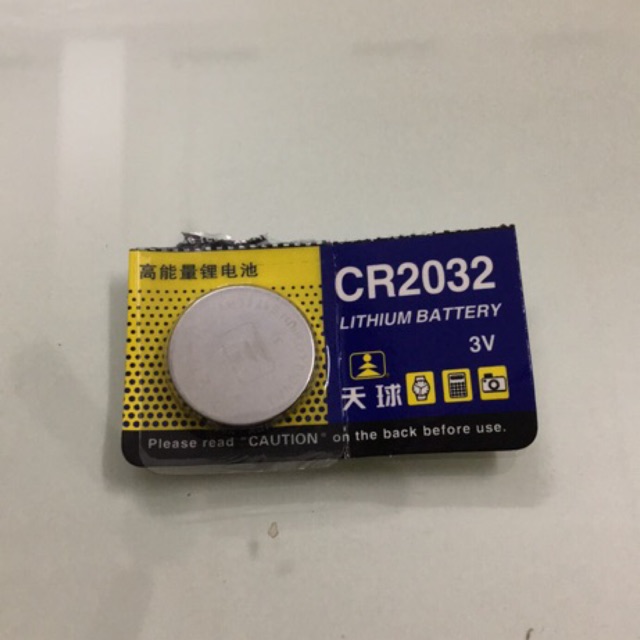 高能量锂电池
CR2032
LITHIUM BATTERY
3V
天球
Please read "CAUTION" on the back before use.